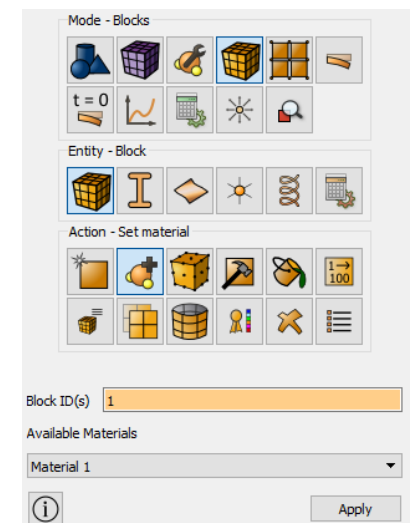 Mode - Blocks
t = 0
Entity - Block
Action - Set material
1→
100
Block ID(s) 1
Available Materials
Material 1
i Apply